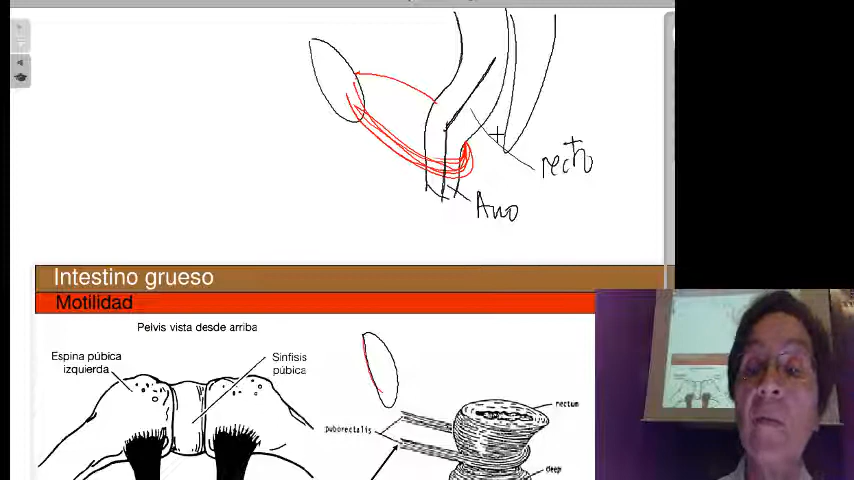 recto
Ano
Intestino grueso
Motilidad
Pelvis vista desde arriba
Espina púbica
izquierda
Sinfisis
púbica
puborectalis
rectum
deep